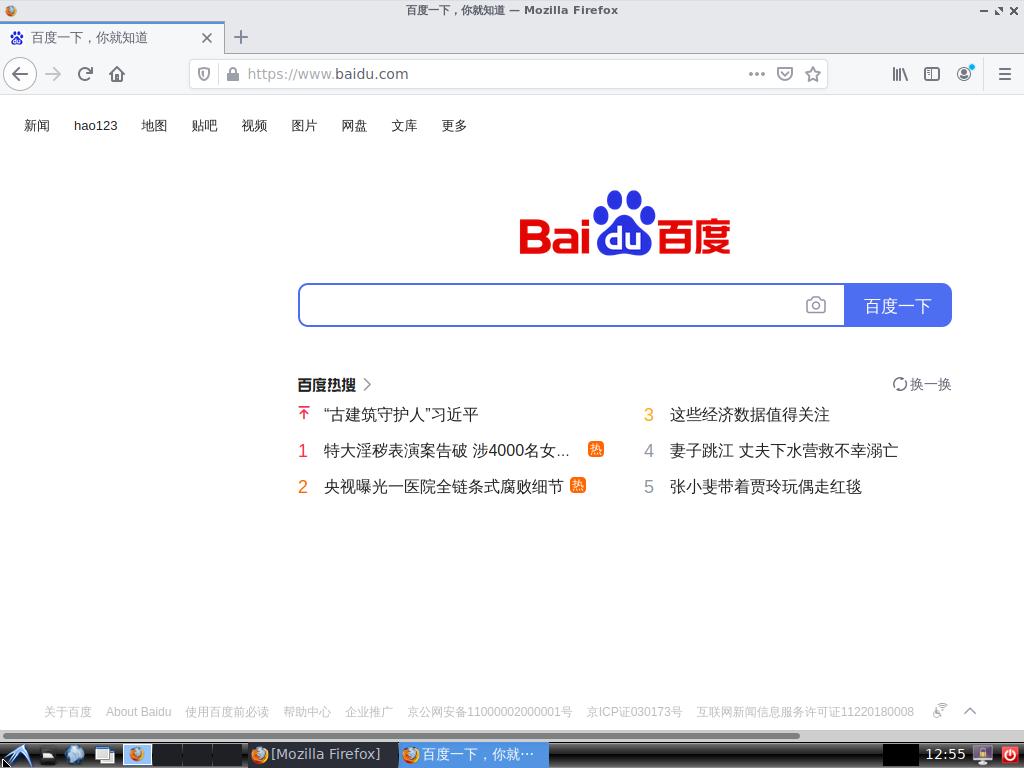 百度一下，你就知道 — Mozilla Firefox
百度一下，你就知道
https://www.baidu.com
新闻 hao123 地图 贴吧 视频 图片 网盘 文库 更多
Bai du 百度
百度一下
百度热搜 换一换
“古建筑守护人”习近平
3 这些经济数据值得关注
1 特大淫秽表演案告破 涉4000名女... 热
4 妻子跳江 丈夫下水营救不幸溺亡
2 央视曝光一医院全链条式腐败细节 热
5 张小斐带着贾玲玩偶走红毯
关于百度 About Baidu 使用百度前必读 帮助中心 企业推广 京公网安备11000002000001号 京ICP证030173号 互联网新闻信息服务许可证11220180008
[Mozilla Firefox] 百度一下，你就… 12:55